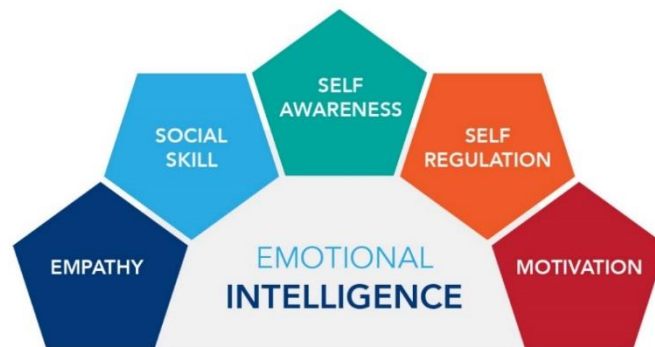 SELF
AWARENESS
SOCIAL
SKILL
SELF
REGULATION
EMPATHY
EMOTIONAL
INTELLIGENCE
MOTIVATION